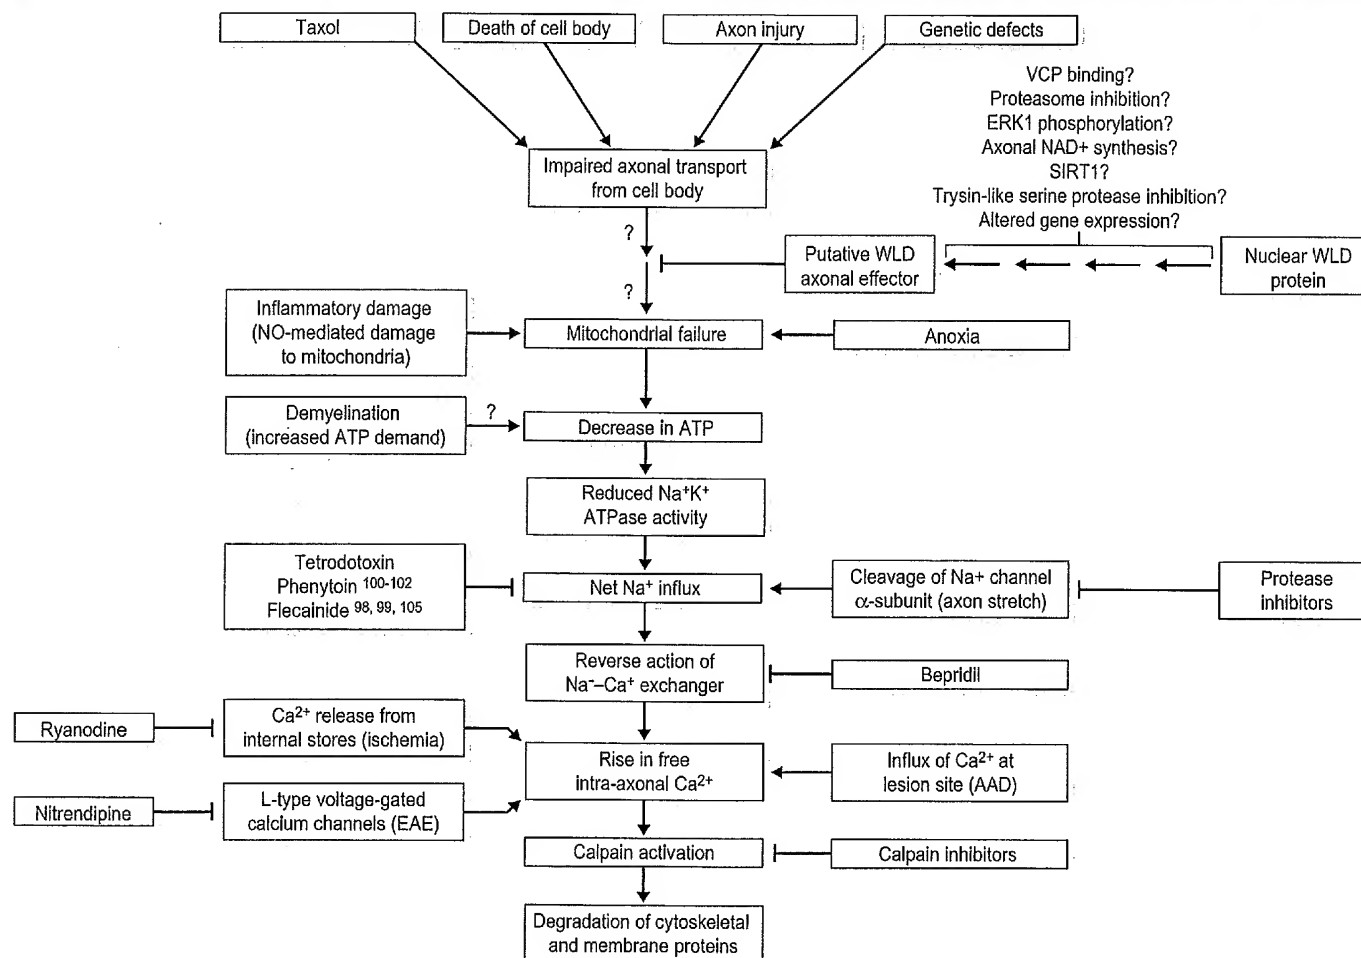 Taxol
Death of cell body
Axon injury
Genetic defects
VCP binding?
Proteasome inhibition?
ERK1 phosphorylation?
Axonal NAD+ synthesis?
SIRT1?
Trysin-like serine protease inhibition?
Altered gene expression?
Impaired axonal transport
from cell body
?
Putative WLD
axonal effector
Nuclear WLD
protein
?
Inflammatory damage
(NO-mediated damage
to mitochondria)
Mitochondrial failure
Anoxia
Demyelination
(increased ATP demand)
?
Decrease in ATP
Reduced Na⁺K⁺
ATPase activity
Tetrodotoxin
Phenytoin 100-102
Flecainide 98, 99, 105
Net Na⁺ influx
Cleavage of Na+ channel
α-subunit (axon stretch)
Protease
inhibitors
Reverse action of
Na⁻–Ca⁺ exchanger
Bepridil
Ryanodine
Ca²⁺ release from
internal stores (ischemia)
Rise in free
intra-axonal Ca²⁺
Influx of Ca²⁺ at
lesion site (AAD)
Nitrendipine
L-type voltage-gated
calcium channels (EAE)
Calpain activation
Calpain inhibitors
Degradation of cytoskeletal
and membrane proteins